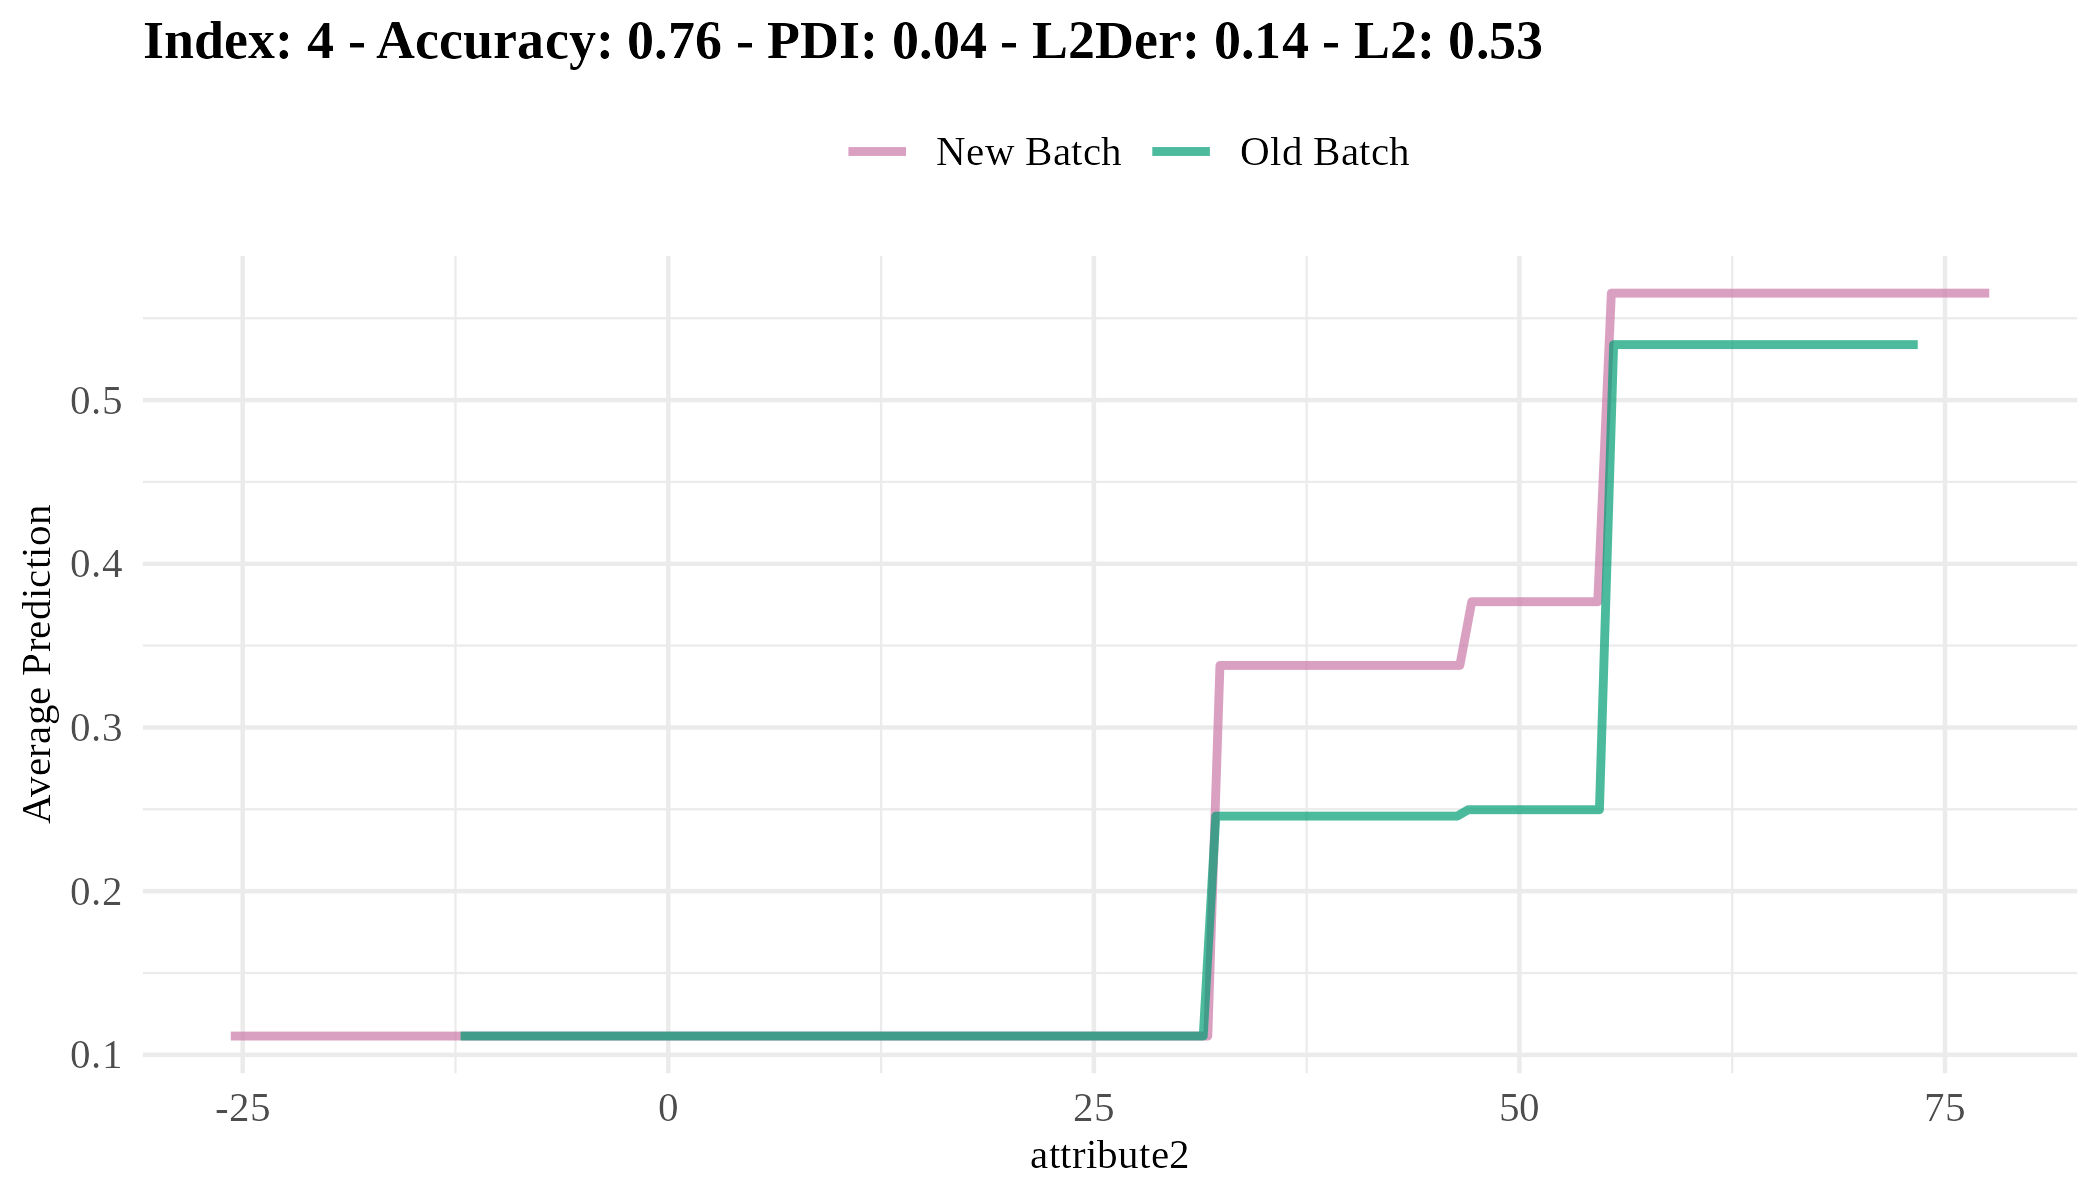 Index: 4 - Accuracy: 0.76 - PDI: 0.04 - L2Der: 0.14 - L2: 0.53
New Batch Old Batch
Average Prediction
0.5
0.4
0.3
0.2
0.1
-25 0 25 50 75
attribute2